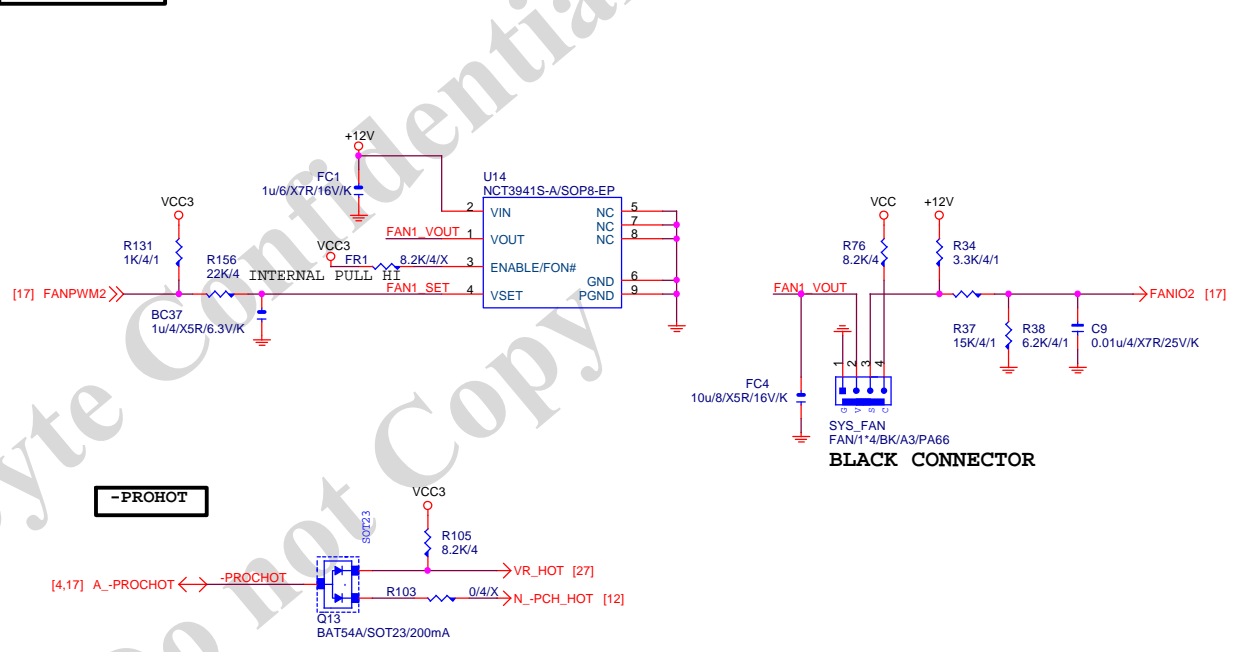 +12V
FC1
1u/6/X7R/16V/K
U14
NCT3941S-A/SOP8-EP
VCC3
2 VIN NC 5
NC 7
FAN1_VOUT 1 VOUT NC 8
R131
1K/4/1
R156
22K/4
VCC3
FR1 8.2K/4/X 3 ENABLE/FON#
INTERNAL PULL HI
GND 6
[17] FANPWM2 FAN1_SET 4 VSET PGND 9
BC37
1u/4/X5R/6.3V/K
VCC +12V
R76
8.2K/4
R34
3.3K/4/1
FAN1_VOUT
FANIO2 [17]
R37
15K/4/1
R38
6.2K/4/1
C9
0.01u/4/X7R/25V/K
1 2 3 4
FC4
10u/8/X5R/16V/K
G V S C
SYS_FAN
FAN/1*4/BK/A3/PA66
BLACK CONNECTOR
-PROHOT
VCC3
SOT23
R105
8.2K/4
[4,17] A_-PROCHOT -PROCHOT
VR_HOT [27]
R103 0/4/X N_-PCH_HOT [12]
Q13
BAT54A/SOT23/200mA
yte Confidential
Do not Copy